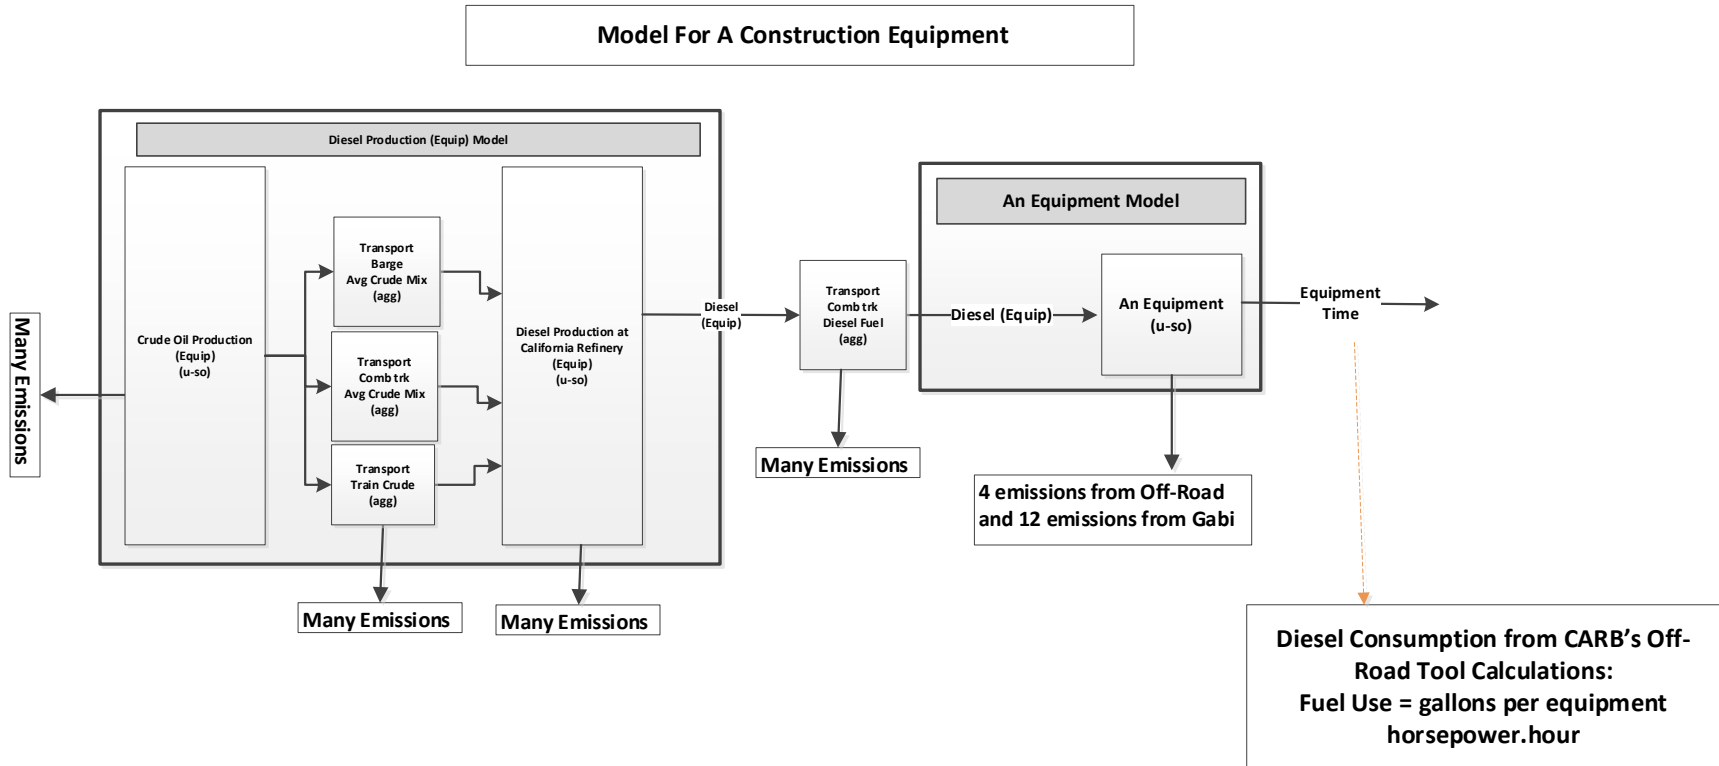 Model For A Construction Equipment
Diesel Production (Equip) Model
Many Emissions
Crude Oil Production
(Equip)
(u-so)
Transport
Barge
Avg Crude Mix
(agg)
Transport
Comb trk
Avg Crude Mix
(agg)
Transport
Train Crude
(agg)
Diesel Production at
California Refinery
(Equip)
(u-so)
Many Emissions
Many Emissions
Diesel
(Equip)
Transport
Comb trk
Diesel Fuel
(agg)
Many Emissions
An Equipment Model
Diesel (Equip)
An Equipment
(u-so)
4 emissions from Off-Road
and 12 emissions from Gabi
Equipment
Time
Diesel Consumption from CARB’s Off-
Road Tool Calculations:
Fuel Use = gallons per equipment
horsepower.hour